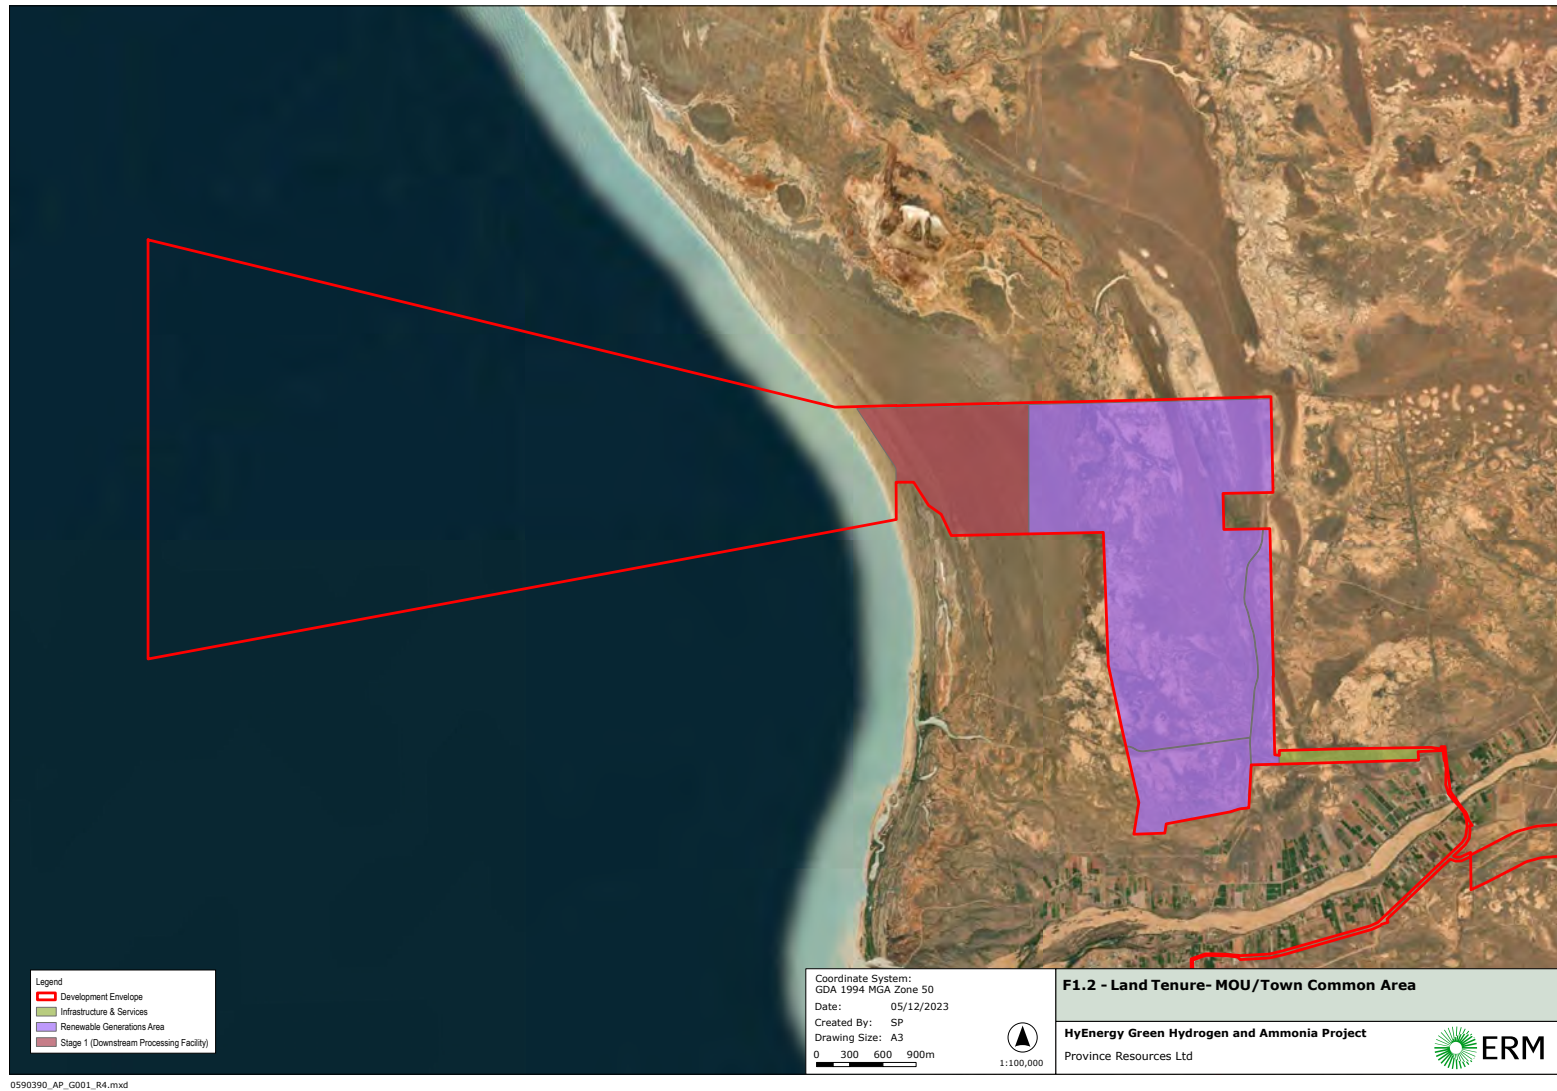 Legend
Development Envelope
Infrastructure & Services
Renewable Generations Area
Stage 1 (Downstream Processing Facility)
Coordinate System:
GDA 1994 MGA Zone 50
Date: 05/12/2023
Created By: SP
Drawing Size: A3
0 300 600 900m
1:100,000
F1.2 - Land Tenure- MOU/Town Common Area
HyEnergy Green Hydrogen and Ammonia Project
Province Resources Ltd
ERM
0590390_AP_G001_R4.mxd